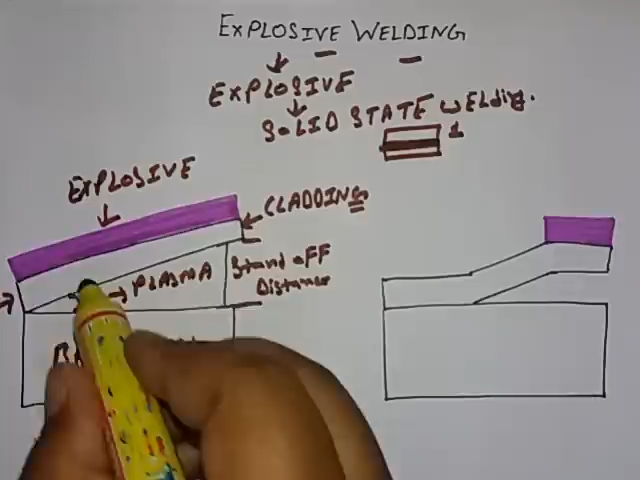 EXPLOSIVE WELDING
EXPLOSIVE
SOLID STATE WELDING.
EXPLOSIVE
CLADDING
PLASMA
Stand off
Distance